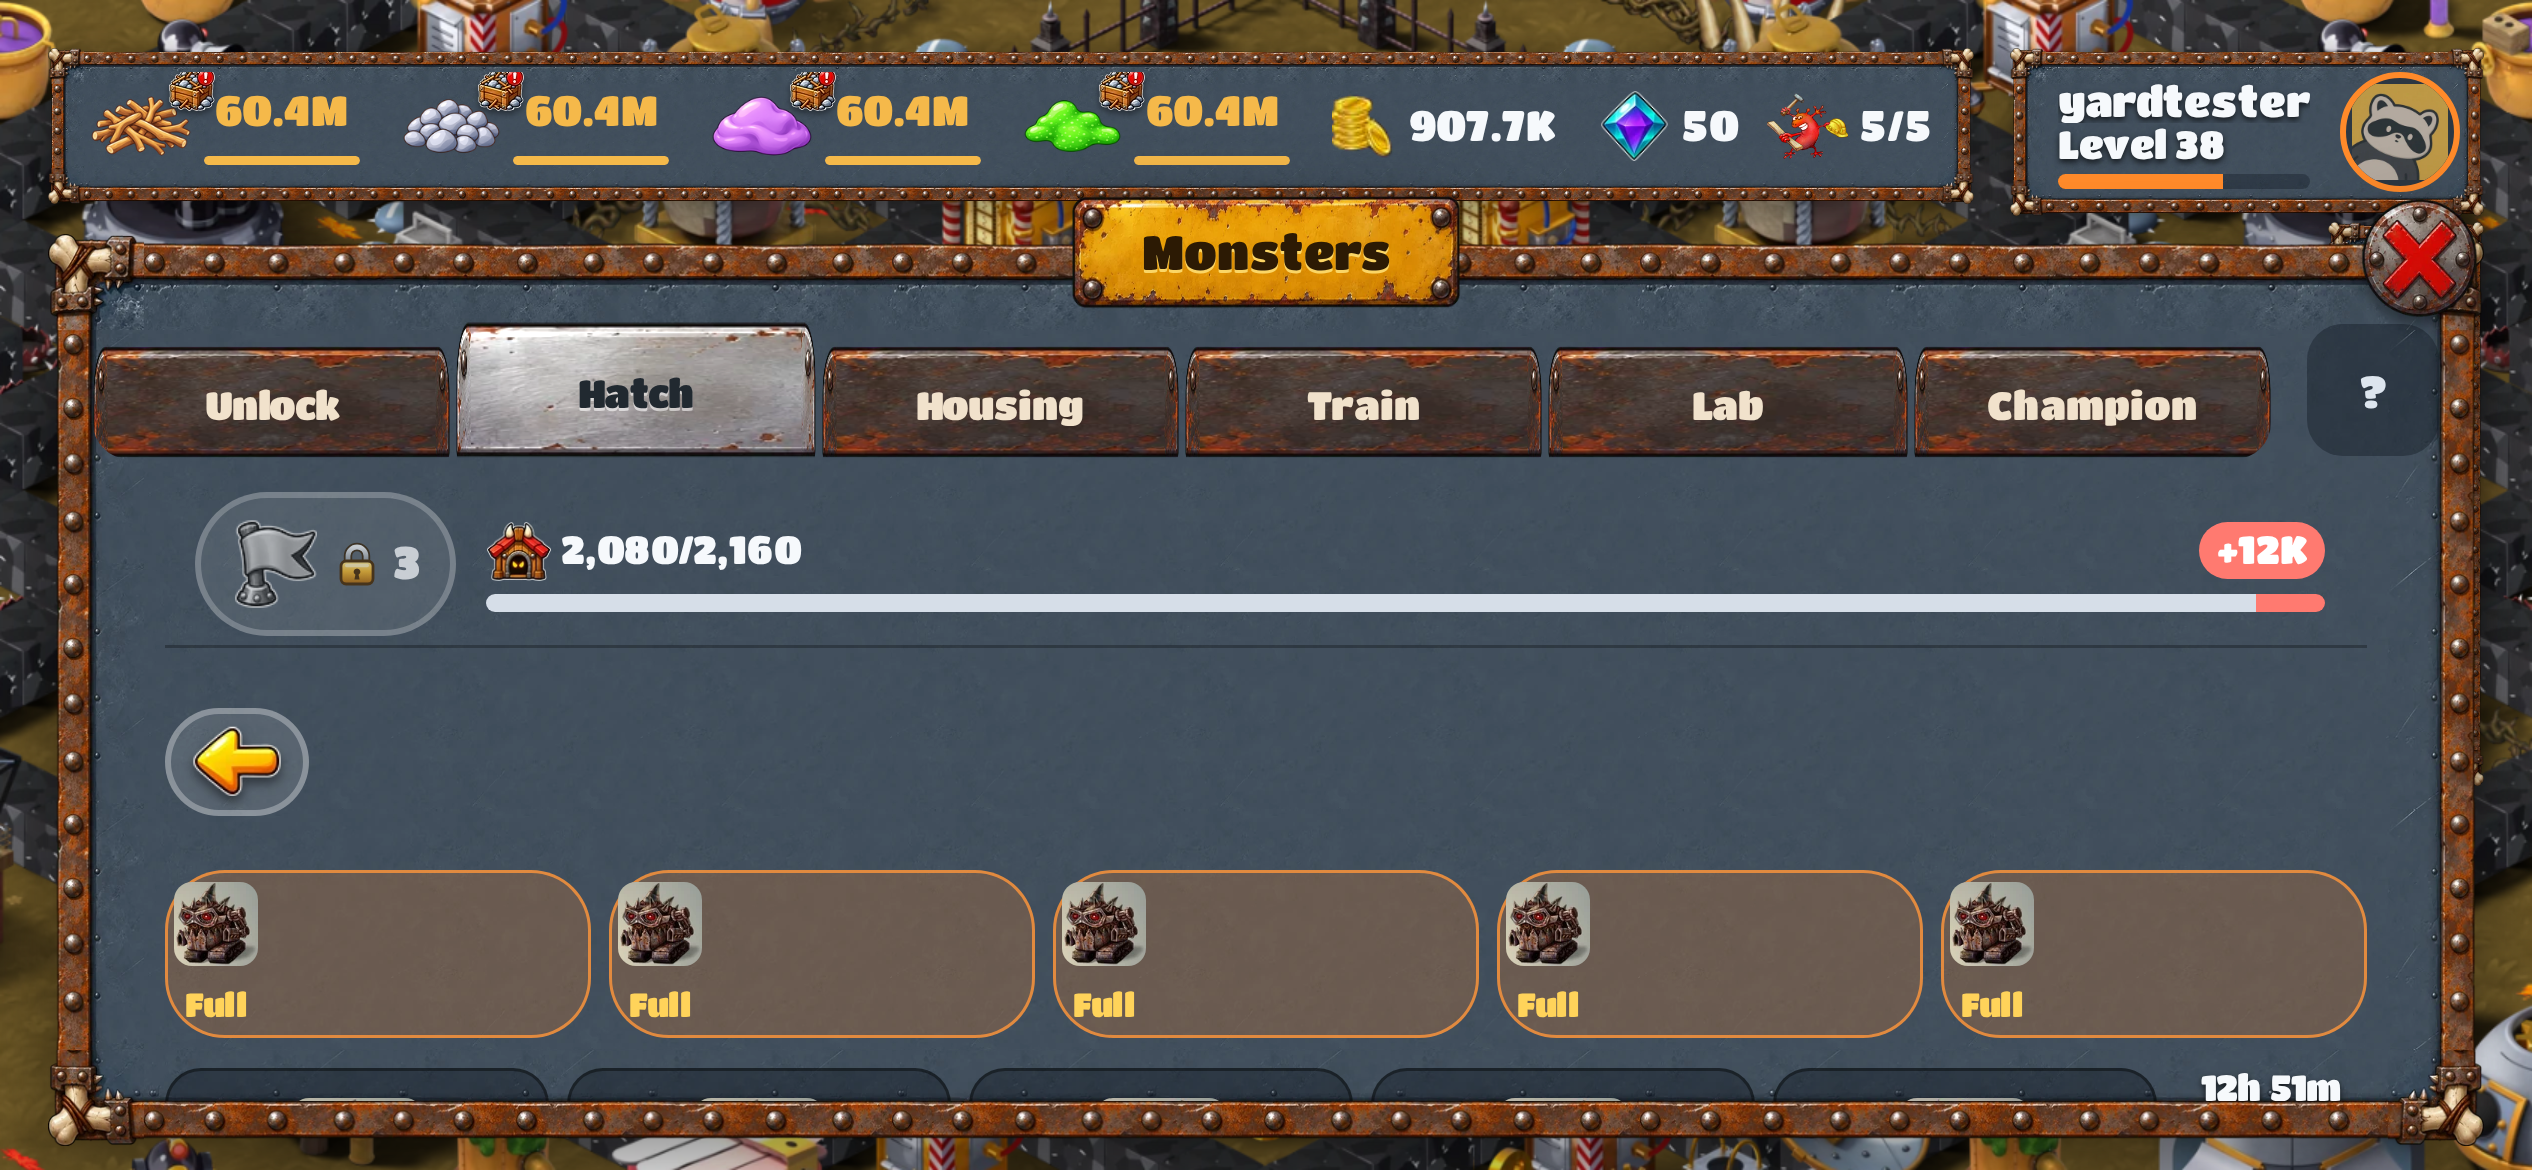 60.4M 60.4M 60.4M 60.4M 907.7K 50 5/5
yardtester
Level 38
Monsters
Unlock Hatch Housing Train Lab Champion ?
3 2,080/2,160 +12K
Full Full Full Full Full
12h 51m